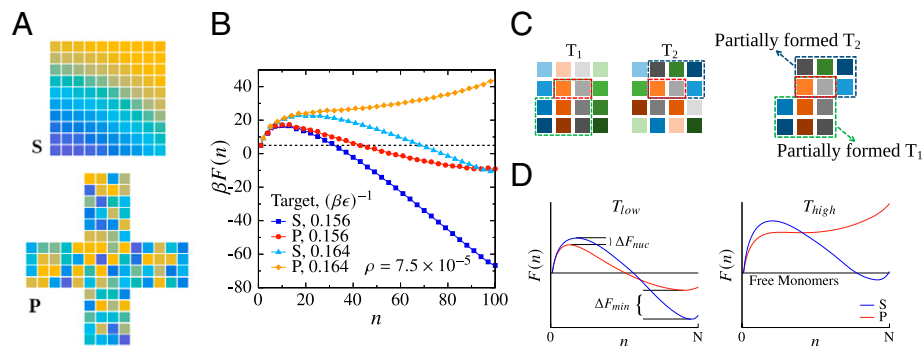 A
S
P
B
βF(n)
40
20
0
-20
-40
-60
-80
0
20
40
60
80
100
n
Target, (βϵ)⁻¹
S, 0.156
P, 0.156
S, 0.164
P, 0.164
ρ = 7.5 × 10⁻⁵
C
T₁
T₂
Partially formed T₂
Partially formed T₁
D
T_low
F(n)
ΔF_nuc
ΔF_min
0
n
N
T_high
F(n)
Free Monomers
S
P
0
n
N